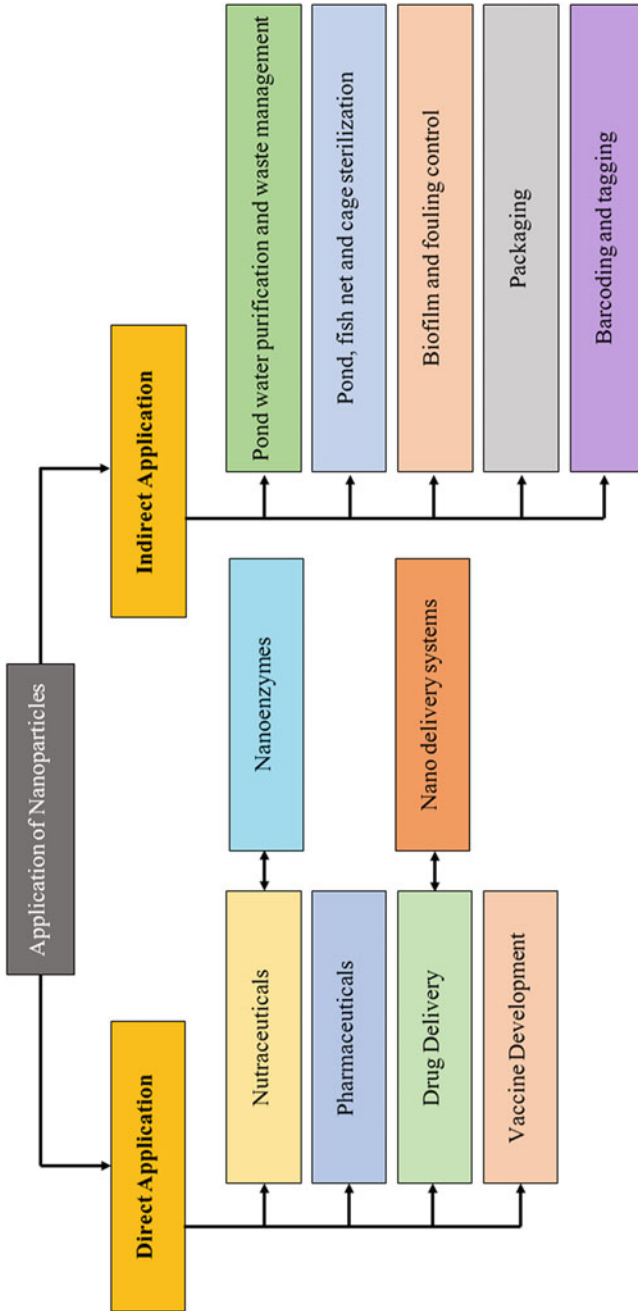 Application of Nanoparticles
Direct Application
Nutraceuticals
Nanoenzymes
Pharmaceuticals
Drug Delivery
Nano delivery systems
Vaccine Development
Indirect Application
Pond water purification and waste management
Pond, fish net and cage sterilization
Biofilm and fouling control
Packaging
Barcoding and tagging